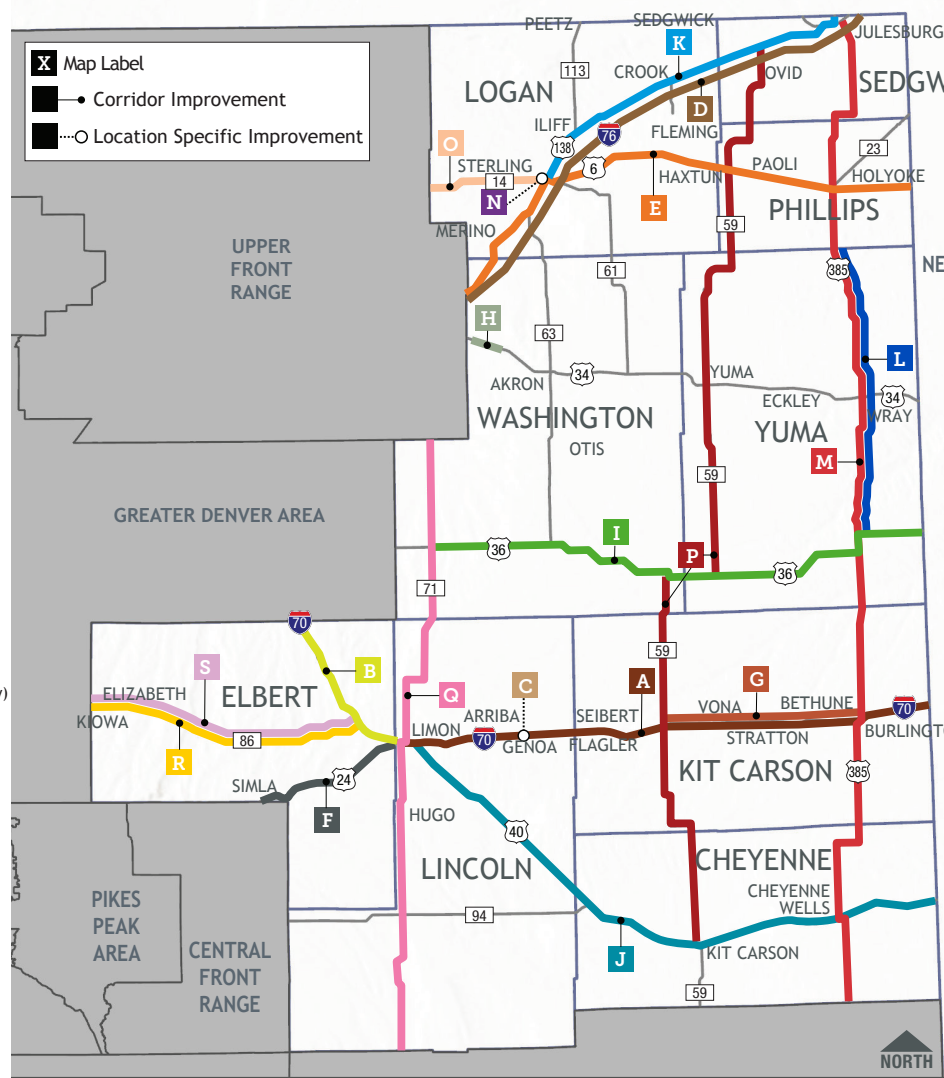 X Map Label
Corridor Improvement
Location Specific Improvement
PEETZ
SEDGWICK
K
JULESBURG
113
CROOK
OVID
LOGAN
SEDGW
D
ILIFF
76
FLEMING
138
23
O
STERLING
6
PAOLI
14
HAXTUN
HOLYOKE
N
E
PHILLIPS
MERINO
59
UPPER
FRONT
RANGE
NE
61
385
H
63
L
34
YUMA
AKRON
ECKLEY
34
WASHINGTON
WRAY
YUMA
OTIS
M
59
GREATER DENVER AREA
I
36
P
36
71
70
59
S
B
ELIZABETH
ELBERT
Q
C
A
G
y)
KIOWA
ARRIBA
SEIBERT
VONA
BETHUNE
70
86
LIMON
70
GENOA
FLAGLER
STRATTON
BURLINGTO
R
24
KIT CARSON
385
SIMLA
F
HUGO
40
LINCOLN
CHEYENNE
CHEYENNE
WELLS
PIKES
PEAK
AREA
94
CENTRAL
FRONT
RANGE
J
KIT CARSON
59
NORTH